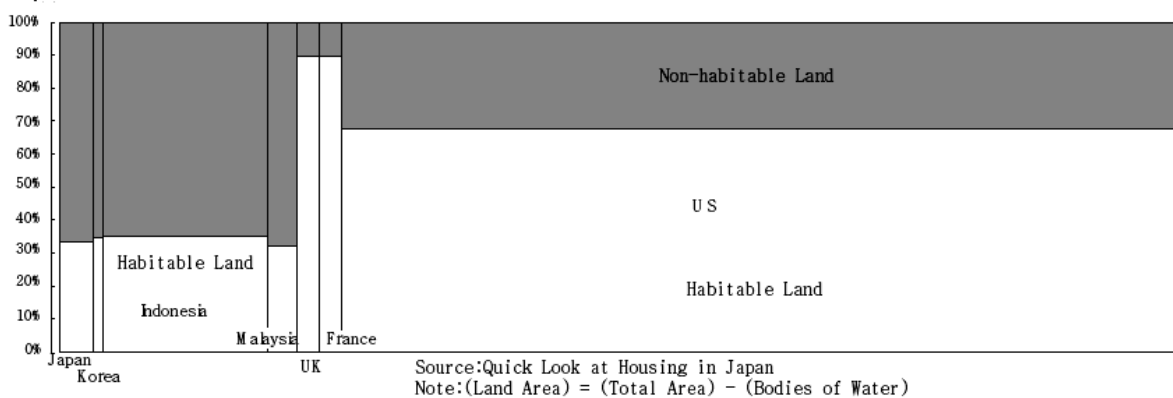 100%
90%
80%
70%
60%
50%
40%
30%
20%
10%
0%
Non-habitable Land
US
Habitable Land
Habitable Land
Indonesia
Japan
Korea
Malaysia
UK
France
Source:Quick Look at Housing in Japan
Note:(Land Area) = (Total Area) - (Bodies of Water)